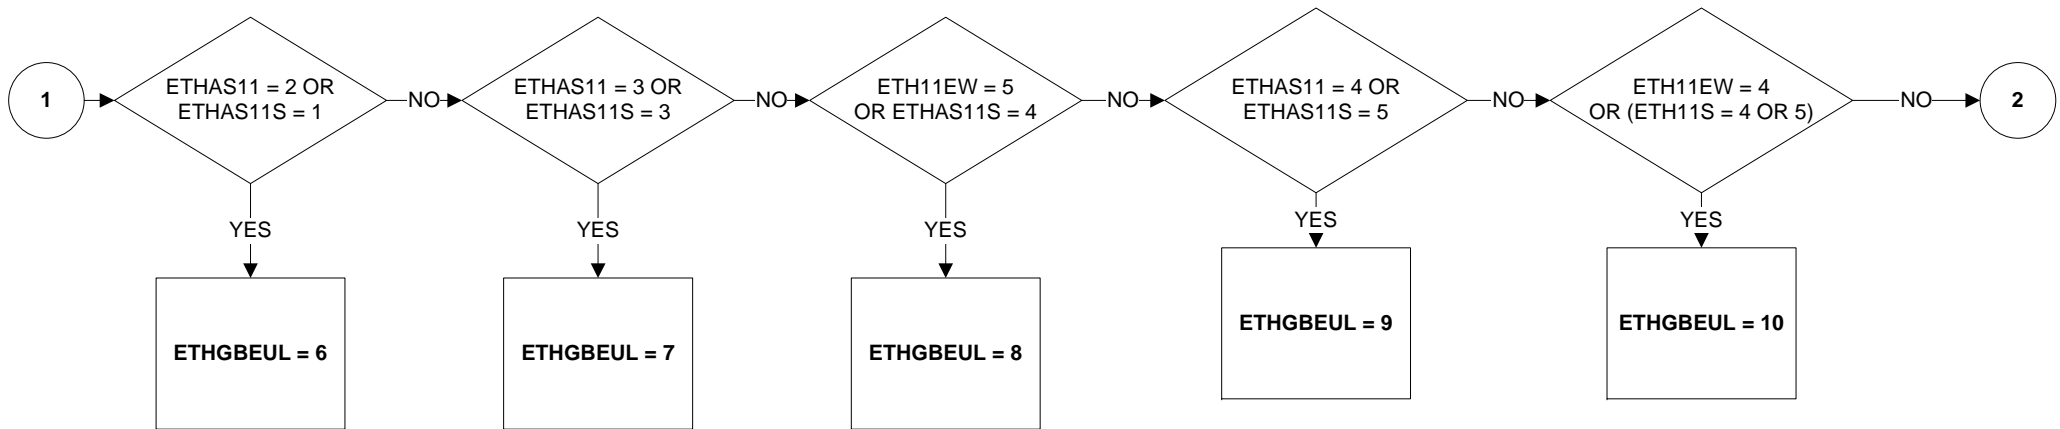 1
ETHAS11 = 2 OR
ETHAS11S = 1
NO
ETHAS11 = 3 OR
ETHAS11S = 3
NO
ETH11EW = 5
OR ETHAS11S = 4
NO
ETHAS11 = 4 OR
ETHAS11S = 5
NO
ETH11EW = 4
OR (ETH11S = 4 OR 5)
NO
2
YES
YES
YES
YES
YES
ETHGBEUL = 6
ETHGBEUL = 7
ETHGBEUL = 8
ETHGBEUL = 9
ETHGBEUL = 10